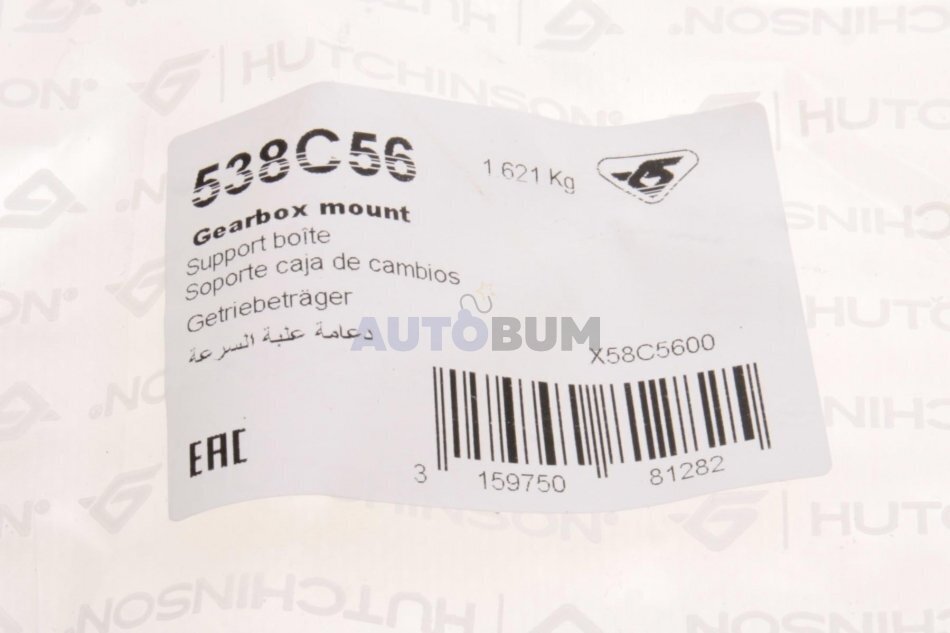 HUTCHINSON®
538C56
1.621 Kg
Gearbox mount
Support boîte
Soporte caja de cambios
Getriebeträger
دعامة علبة السرعة
AUTOBUM
X58C5600
EAC
3 159750 81282
HUTCHINSON®
HUTCHINSON®